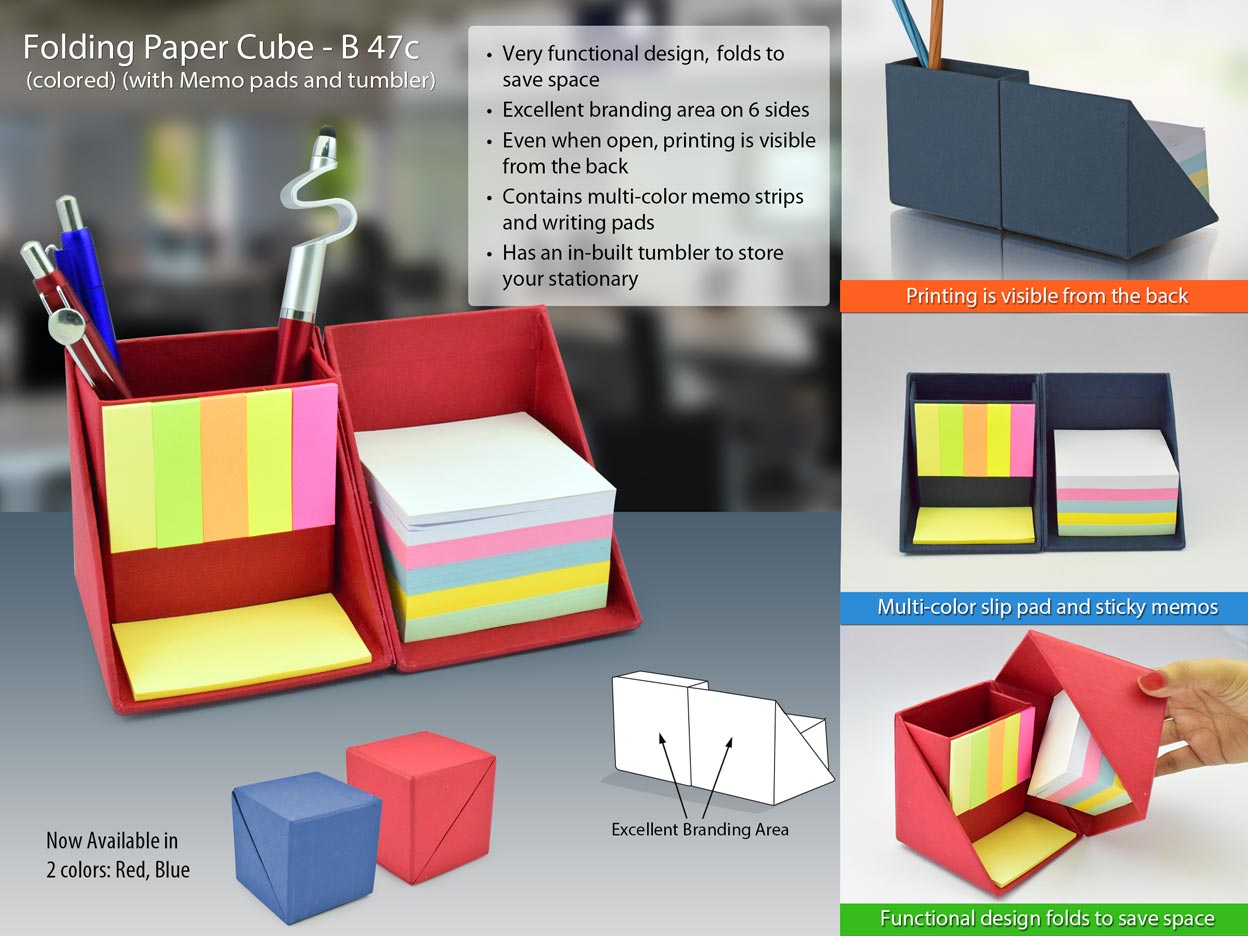 Folding Paper Cube - B 47c
(colored) (with Memo pads and tumbler)
• Very functional design, folds to
save space
• Excellent branding area on 6 sides
• Even when open, printing is visible
from the back
• Contains multi-color memo strips
and writing pads
• Has an in-built tumbler to store
your stationary
Printing is visible from the back
Multi-color slip pad and sticky memos
Excellent Branding Area
Now Available in
2 colors: Red, Blue
Functional design folds to save space